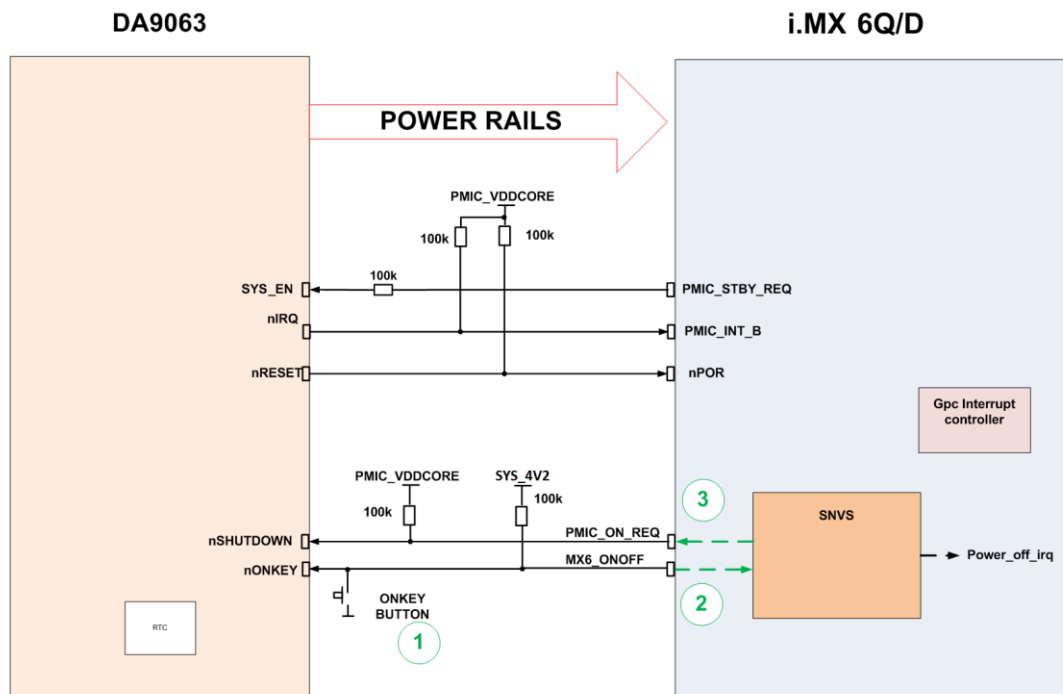 DA9063
i.MX 6Q/D
POWER RAILS
PMIC_VDDCORE
100k
100k
100k
SYS_EN
PMIC_STBY_REQ
nIRQ
PMIC_INT_B
nRESET
nPOR
Gpc Interrupt
controller
PMIC_VDDCORE
SYS_4V2
100k
100k
3
SNVS
nSHUTDOWN
PMIC_ON_REQ
Power_off_irq
nONKEY
MX6_ONOFF
ONKEY
BUTTON
2
1
RTC